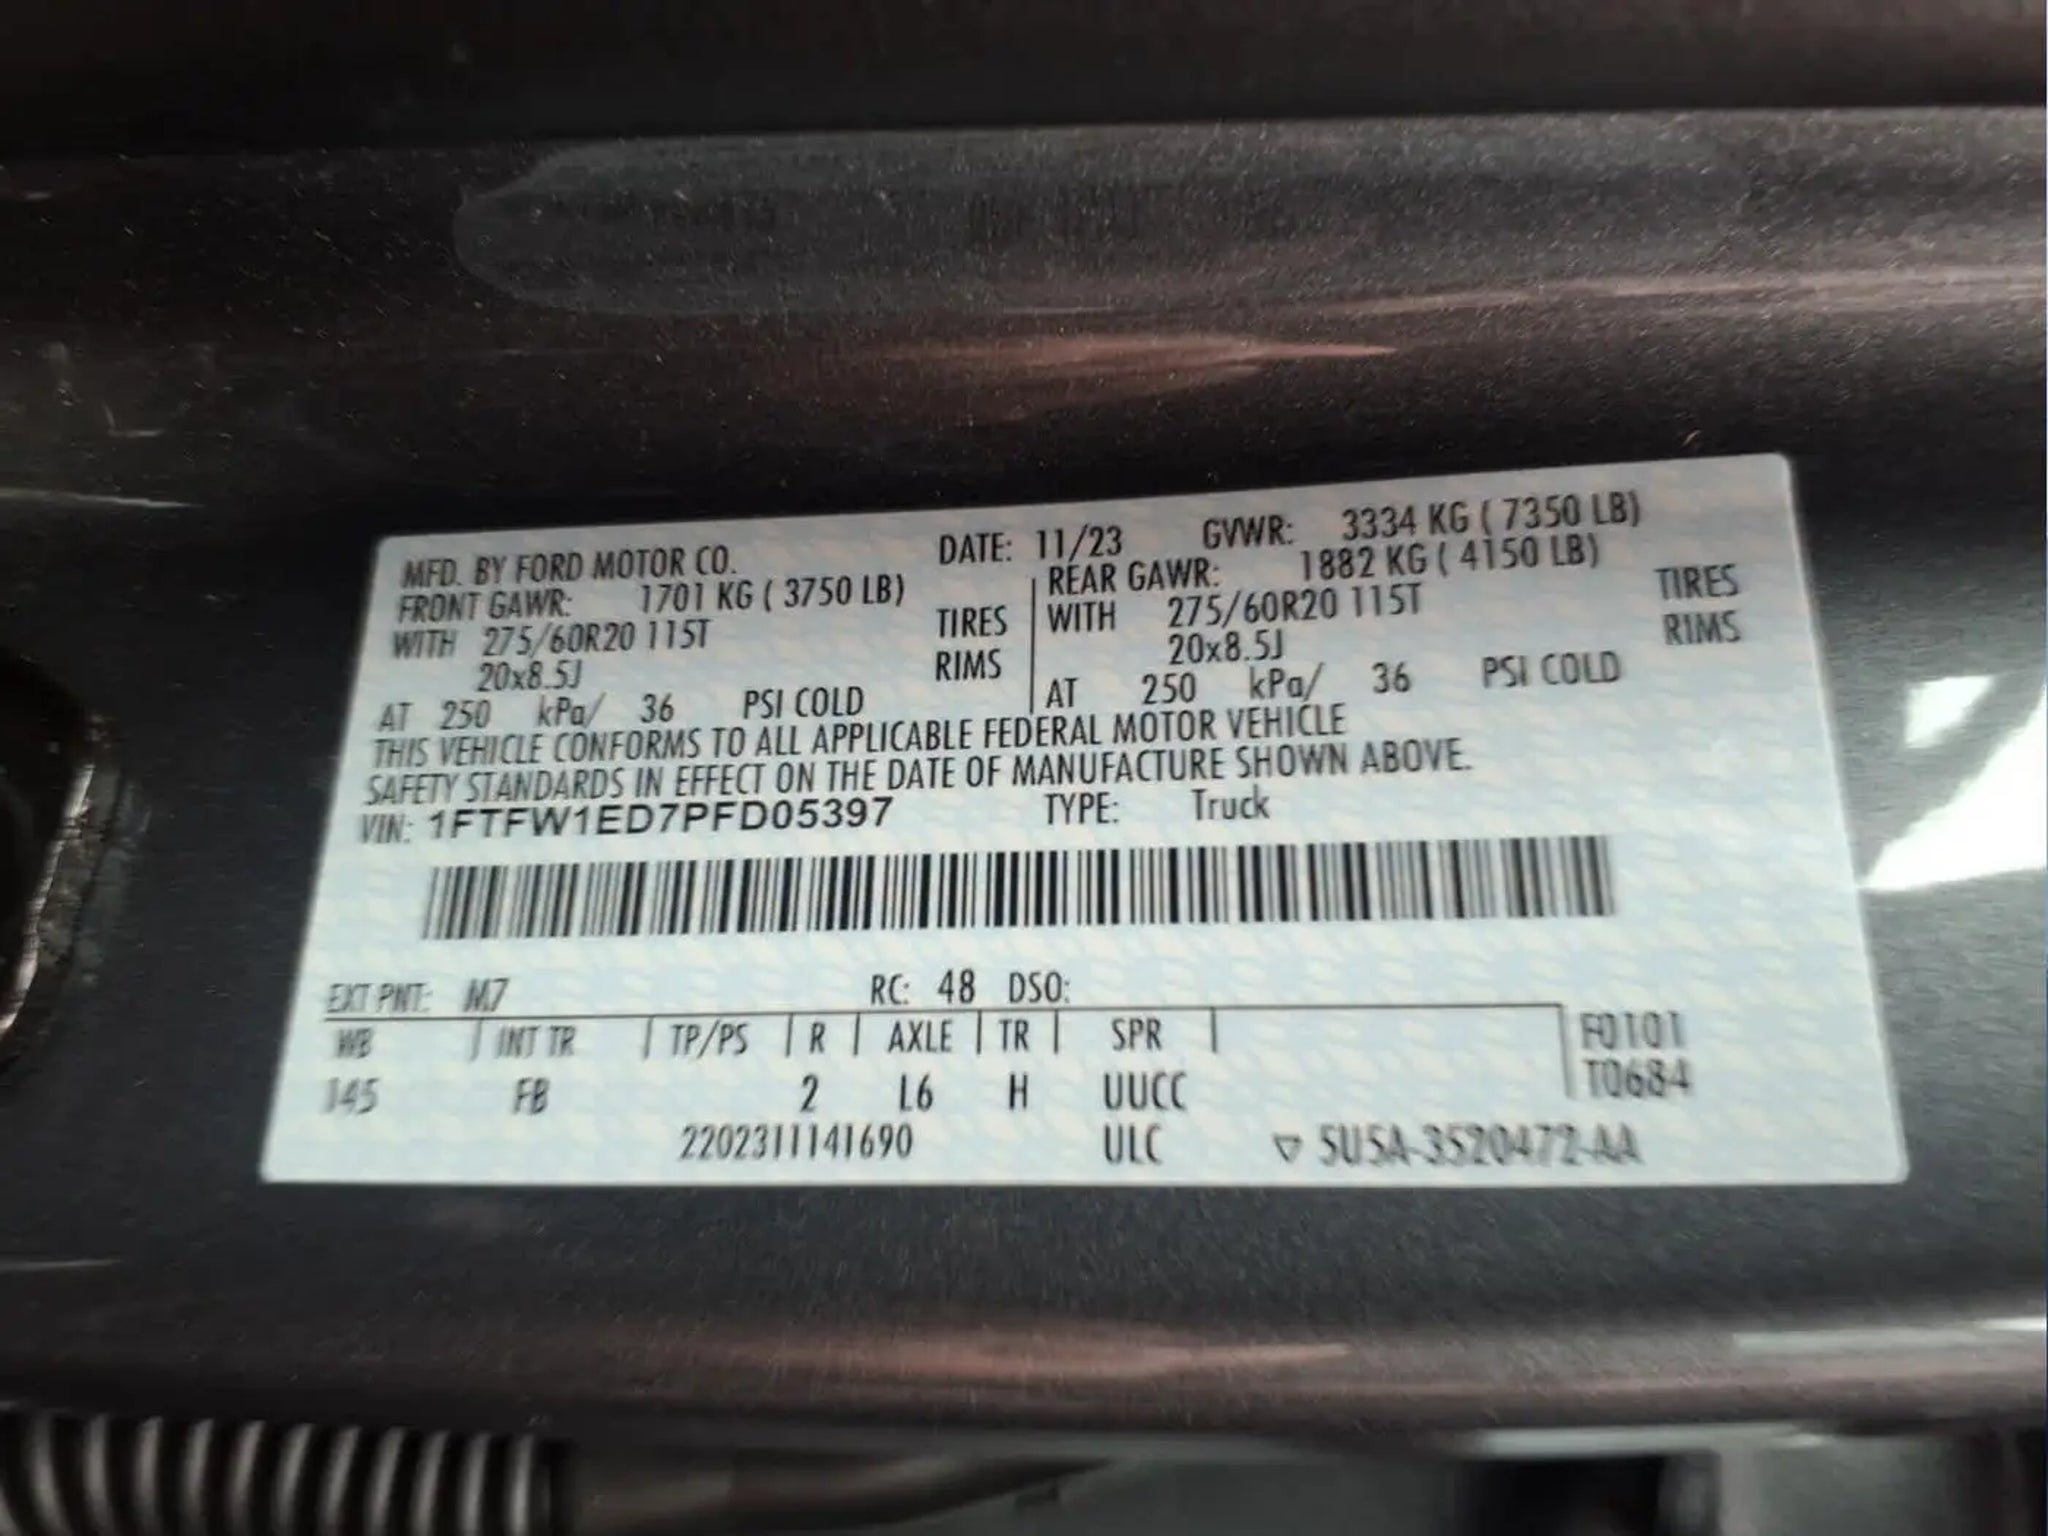 MFD. BY FORD MOTOR CO. DATE: 11/23 GVWR: 3334 KG ( 7350 LB)
FRONT GAWR: 1701 KG ( 3750 LB) REAR GAWR: 1882 KG ( 4150 LB)
WITH 275/60R20 115T TIRES WITH 275/60R20 115T TIRES
20x8.5J RIMS 20x8.5J RIMS
AT 250 kPa/ 36 PSI COLD AT 250 kPa/ 36 PSI COLD
THIS VEHICLE CONFORMS TO ALL APPLICABLE FEDERAL MOTOR VEHICLE
SAFETY STANDARDS IN EFFECT ON THE DATE OF MANUFACTURE SHOWN ABOVE.
VIN: 1FTFW1ED7PFD05397 TYPE: Truck
EXT PNT: M7 RC: 48 DSO:
WB INT TR TP/PS R AXLE TR SPR F0101
145 FB 2 L6 H UUCC T0684
2202311141690 ULC ▽ 5U5A-3520472-AA